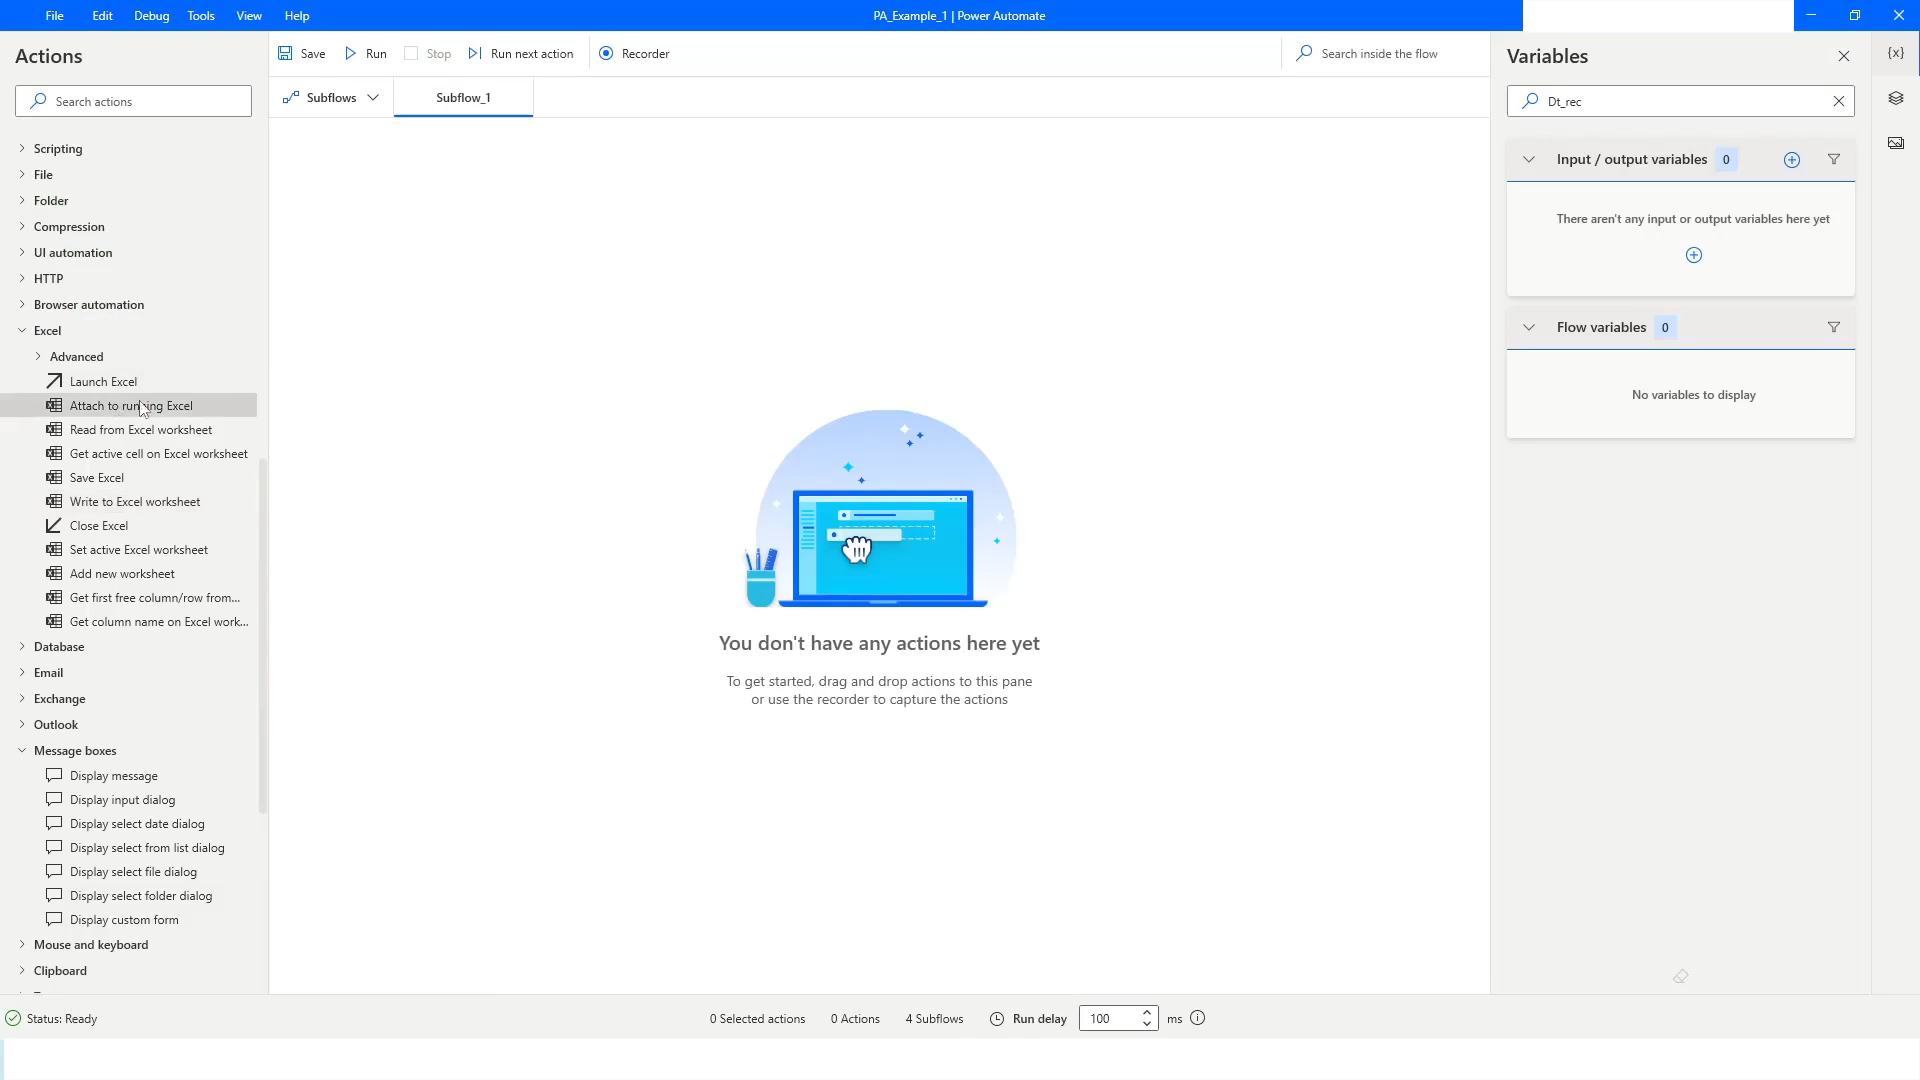 File Edit Debug Tools View Help
PA_Example_1 | Power Automate
Actions
Search actions
Scripting
File
Folder
Compression
UI automation
HTTP
Browser automation
Excel
Advanced
Launch Excel
Attach to running Excel
Read from Excel worksheet
Get active cell on Excel worksheet
Save Excel
Write to Excel worksheet
Close Excel
Set active Excel worksheet
Add new worksheet
Get first free column/row from...
Get column name on Excel work...
Database
Email
Exchange
Outlook
Message boxes
Display message
Display input dialog
Display select date dialog
Display select from list dialog
Display select file dialog
Display select folder dialog
Display custom form
Mouse and keyboard
Clipboard
Save Run Stop Run next action Recorder
Search inside the flow
Subflows Subflow_1
You don't have any actions here yet
To get started, drag and drop actions to this pane
or use the recorder to capture the actions
Variables
{x}
Dt_rec
Input / output variables 0
There aren't any input or output variables here yet
Flow variables 0
No variables to display
Status: Ready
0 Selected actions 0 Actions 4 Subflows Run delay 100 ms